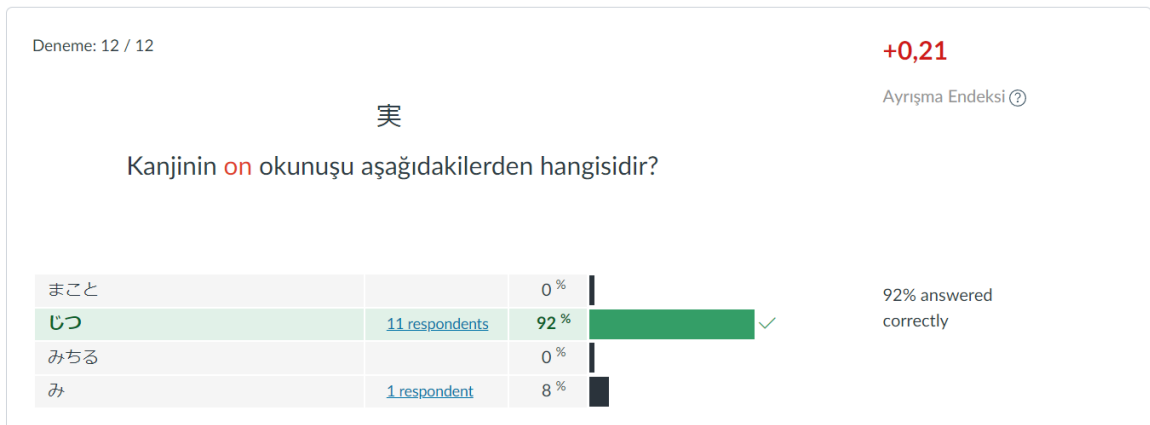 Deneme: 12 / 12
+0,21
Ayrışma Endeksi ?
実
Kanjinin on okunuşu aşağıdakilerden hangisidir?
まこと 0 %
じつ 11 respondents 92 %
みちる 0 %
み 1 respondent 8 %
92% answered
correctly